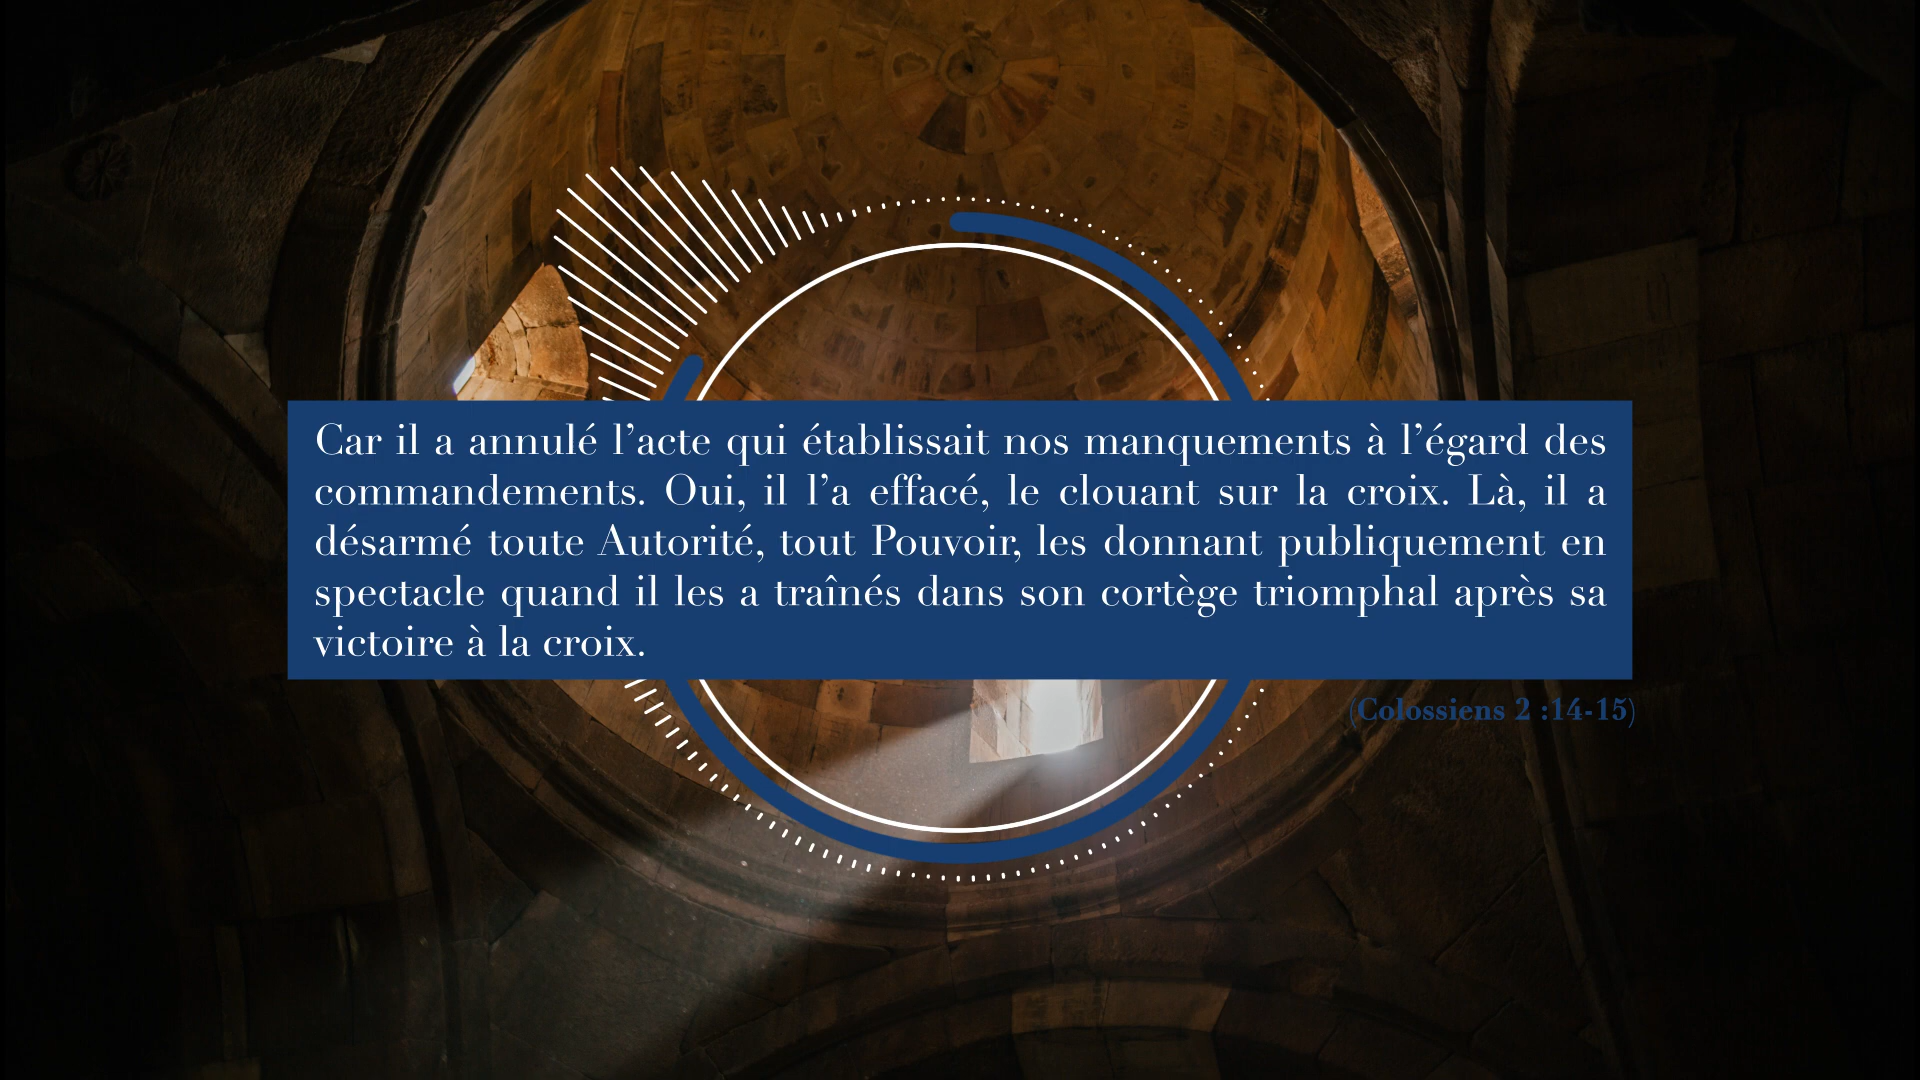 Car il a annulé l’acte qui établissait nos manquements à l’égard des
commandements. Oui, il l’a effacé, le clouant sur la croix. Là, il a
désarmé toute Autorité, tout Pouvoir, les donnant publiquement en
spectacle quand il les a traînés dans son cortège triomphal après sa
victoire à la croix.
(Colossiens 2 :14-15)